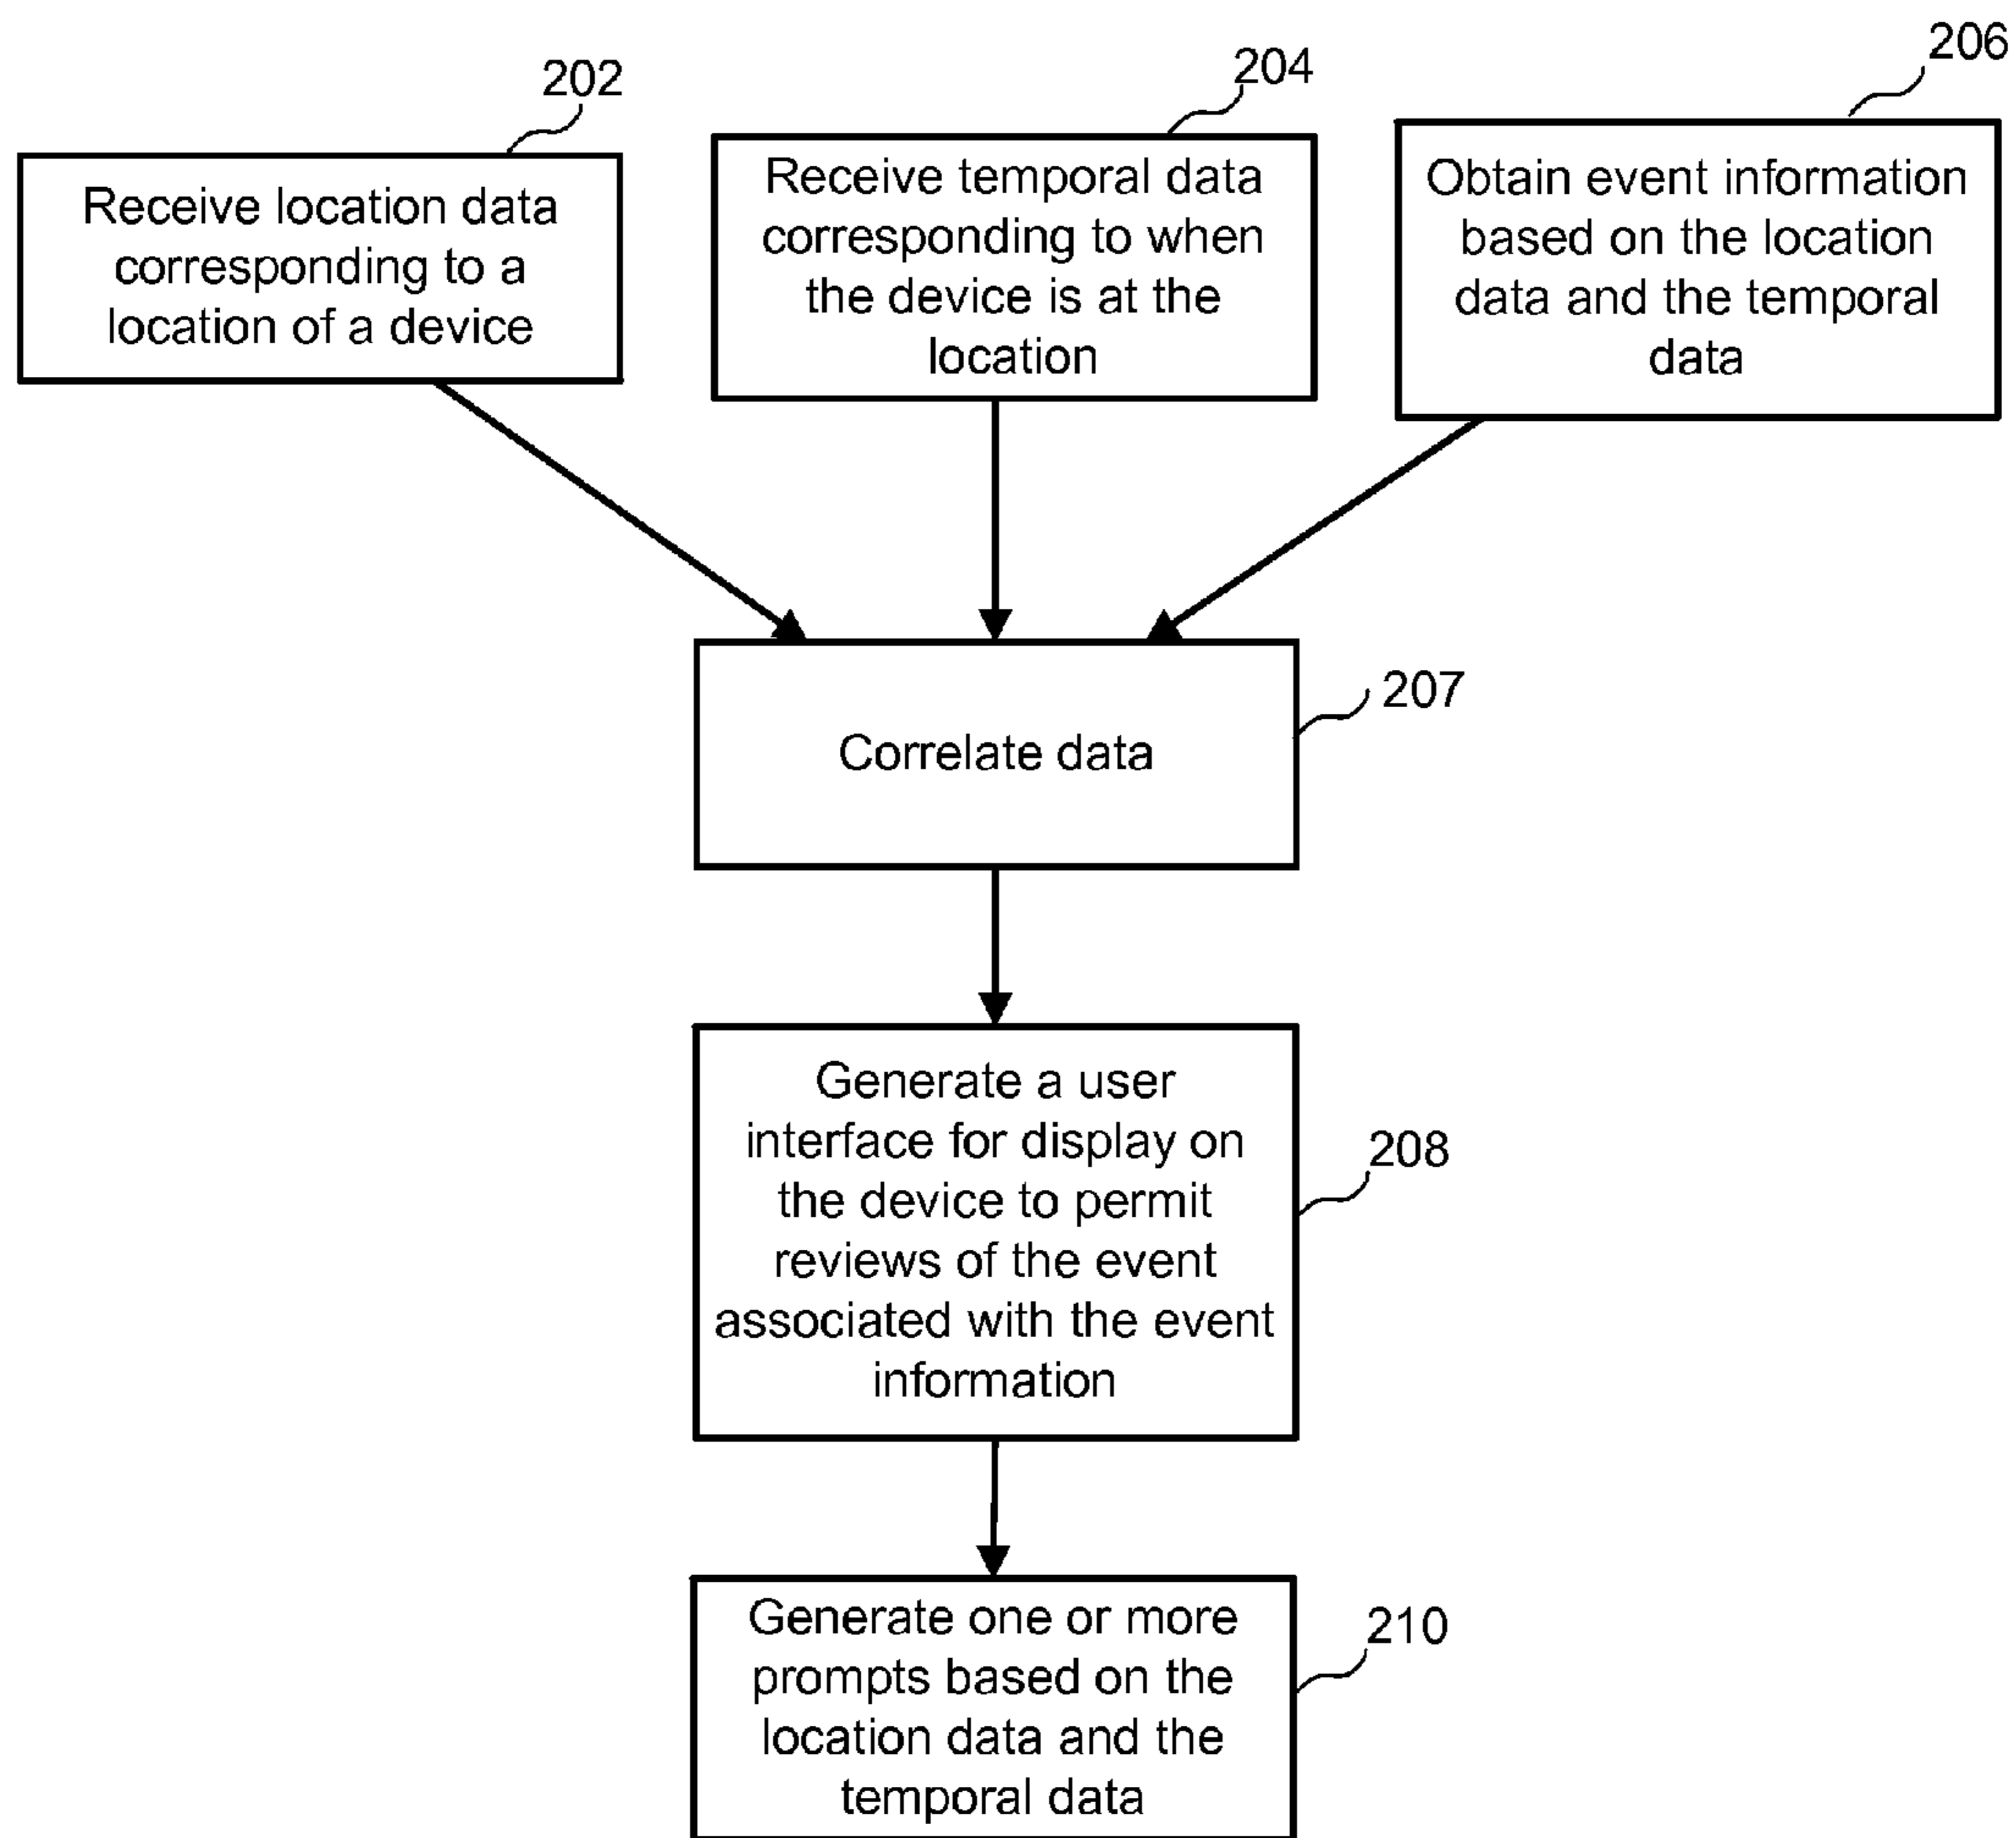 202
Receive location data
corresponding to a
location of a device
204
Receive temporal data
corresponding to when
the device is at the
location
206
Obtain event information
based on the location
data and the temporal
data
Correlate data
207
Generate a user
interface for display on
the device to permit
reviews of the event
associated with the event
information
208
Generate one or more
prompts based on the
location data and the
temporal data
210